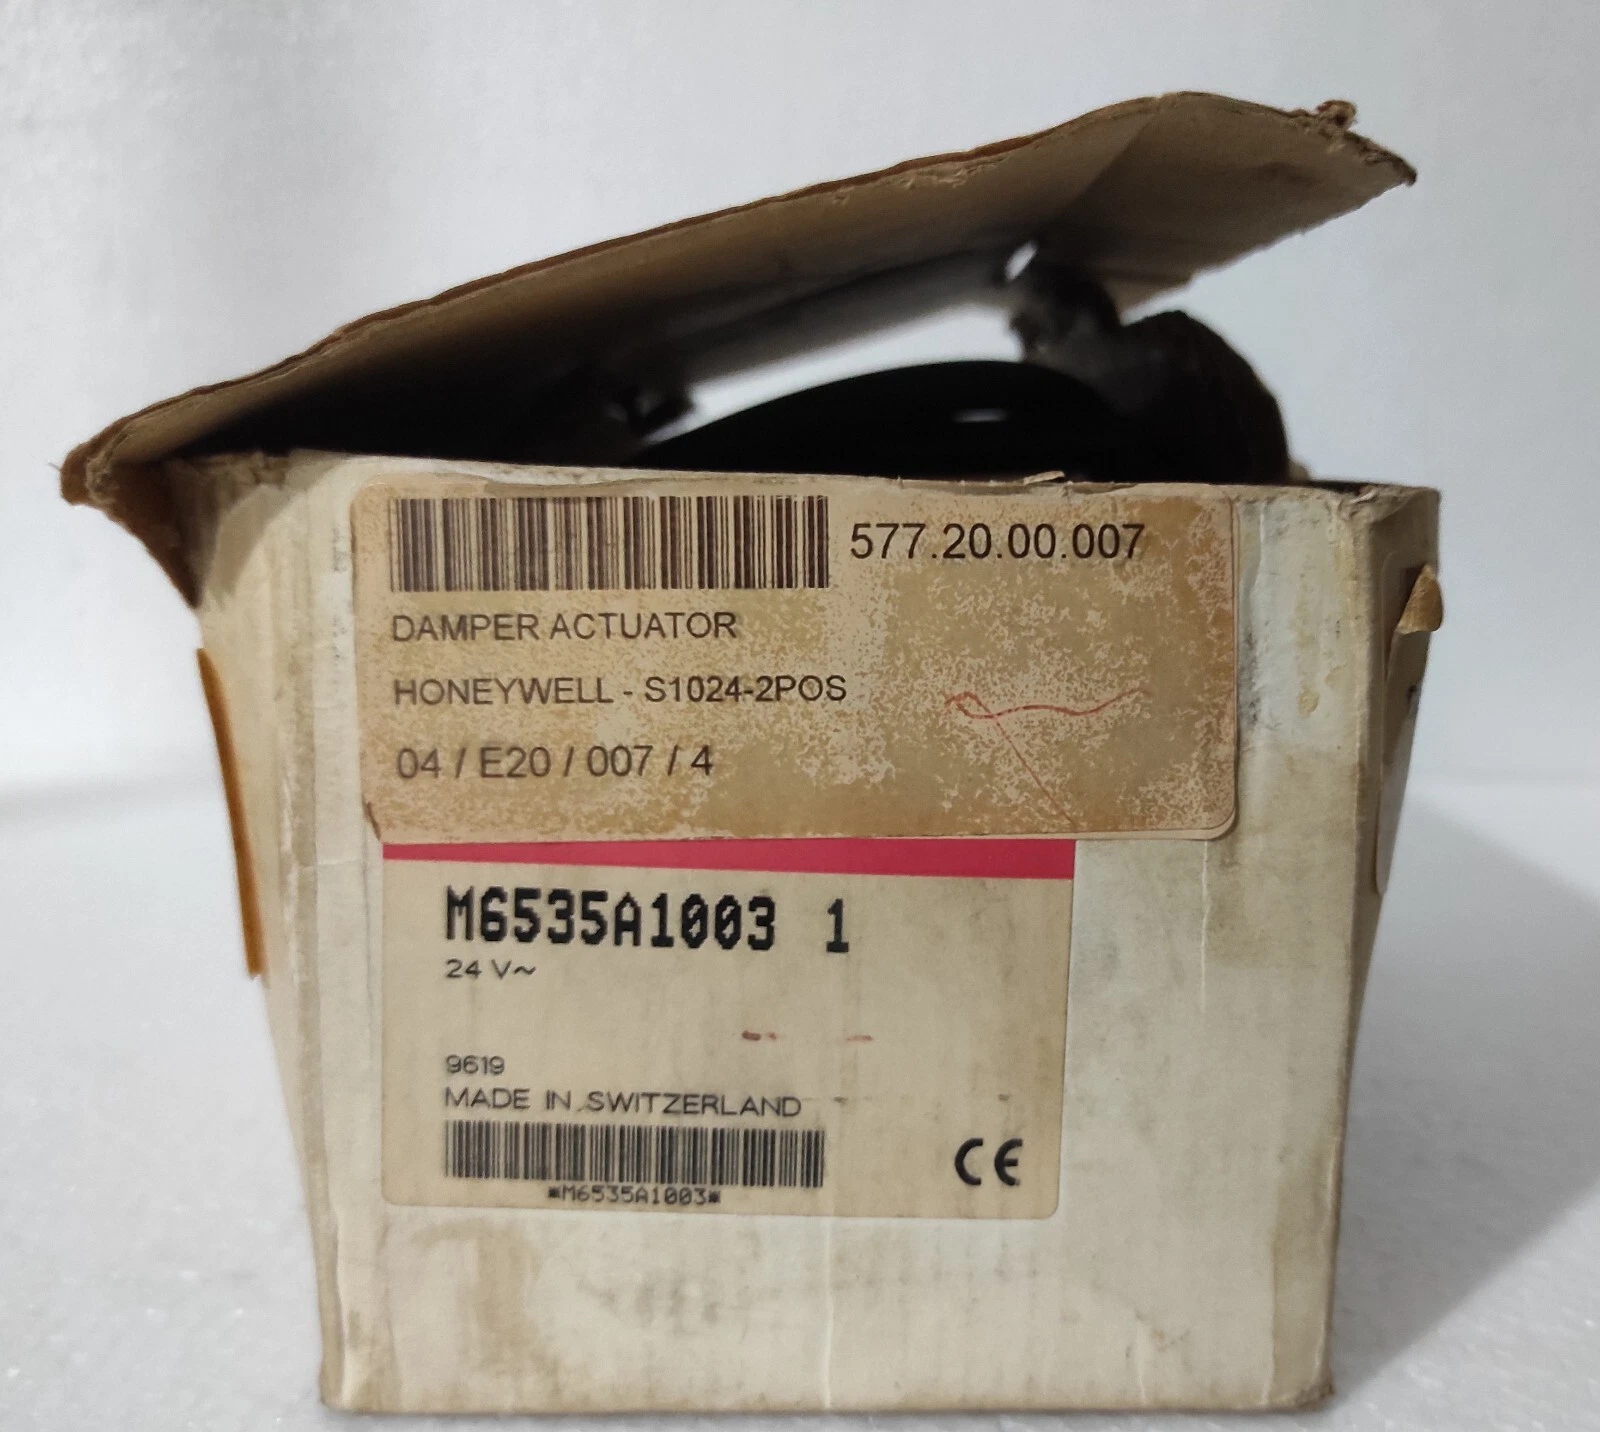 577.20.00.007
DAMPER ACTUATOR
HONEYWELL - S1024-2POS
04 / E20 / 007 / 4
M6535A1003 1
24 V~
9619
MADE IN SWITZERLAND
CE
*M6535A1003*